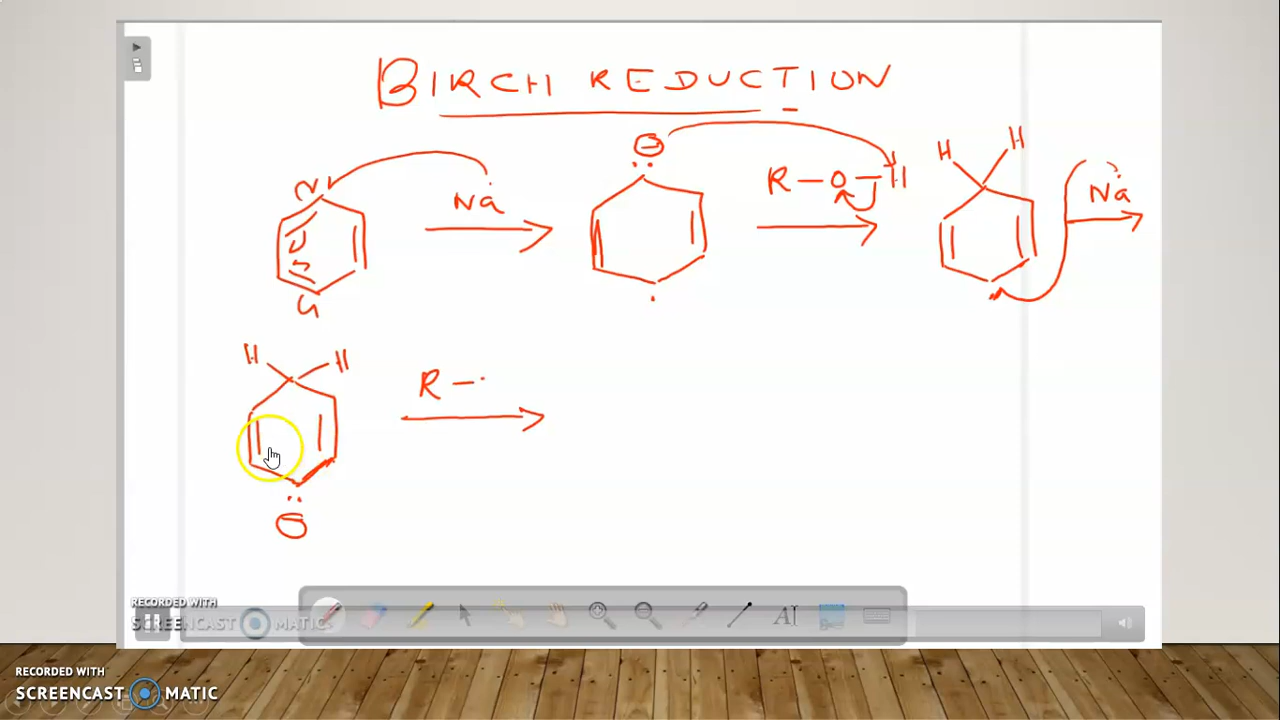 BIRCH REDUCTION
Na
R-O-H
H H
Na
H H
R-
RECORDED WITH
SCREENCAST MATIC
RECORDED WITH
SCREENCAST MATIC